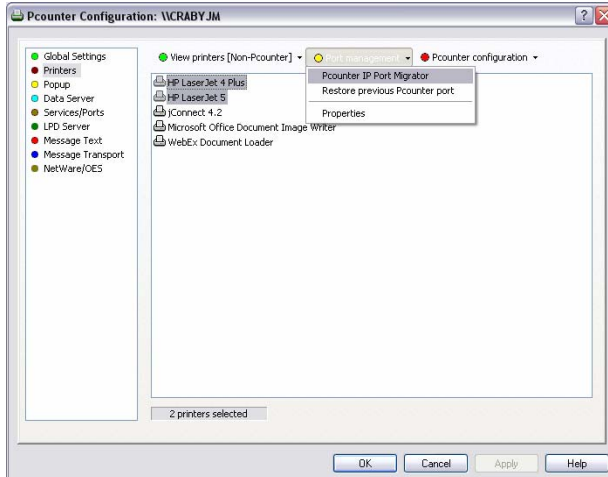 Pcounter Configuration: \\CRABYJM
Global Settings
Printers
Popup
Data Server
Services/Ports
LPD Server
Message Text
Message Transport
NetWare/OES
View printers [Non-Pcounter]
Port management
Pcounter configuration
Pcounter IP Port Migrator
Restore previous Pcounter port
Properties
HP LaserJet 4 Plus
HP LaserJet 5
jConnect 4.2
Microsoft Office Document Image Writer
WebEx Document Loader
2 printers selected
OK
Cancel
Apply
Help